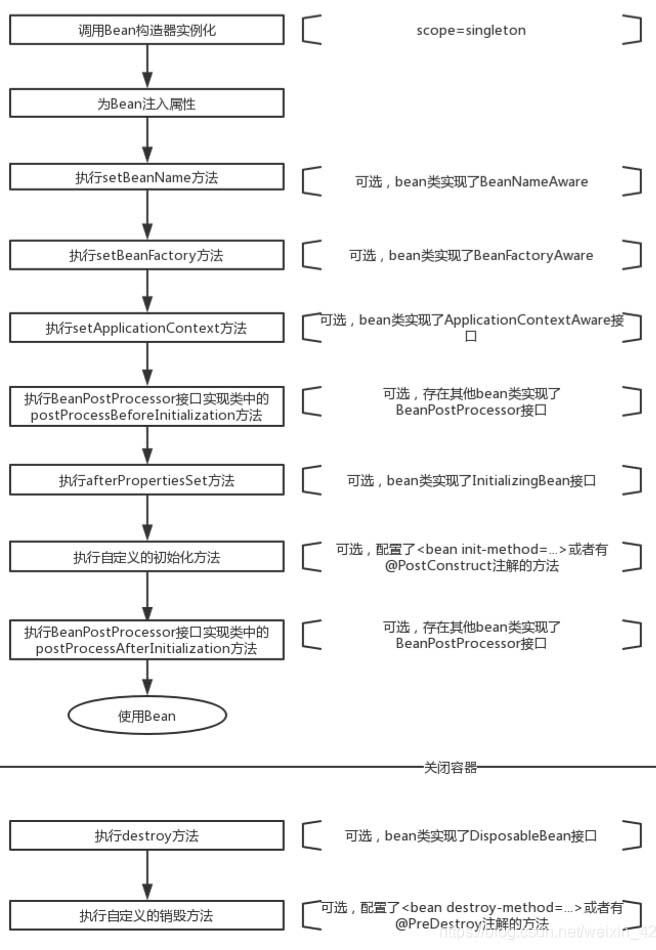 调用Bean构造器实例化
scope=singleton
为Bean注入属性
执行setBeanName方法
可选，bean类实现了BeanNameAware
执行setBeanFactory方法
可选，bean类实现了BeanFactoryAware
执行setApplicationContext方法
可选，bean类实现了ApplicationContextAware接
口
执行BeanPostProcessor接口实现类中的
postProcessBeforeInitialization方法
可选，存在其他bean类实现了
BeanPostProcessor接口
执行afterPropertiesSet方法
可选，bean类实现了InitializingBean接口
执行自定义的初始化方法
可选，配置了<bean init-method=...>或者有
@PostConstruct注解的方法
执行BeanPostProcessor接口实现类中的
postProcessAfterInitialization方法
可选，存在其他bean类实现了
BeanPostProcessor接口
使用Bean
关闭容器
执行destroy方法
可选，bean类实现了DisposableBean接口
执行自定义的销毁方法
可选，配置了<bean destroy-method=...>或者有
@PreDestroy注解的方法
https://blog.csdn.net/weixin_42